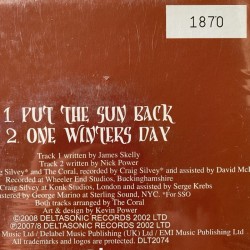 1870
1. PUT THE SUN BACK
2. ONE WINTERS DAY
Track 1 written by James Skelly
Track 2 written by Nick Power
ig Silvey* and The Coral, recorded by Craig Silvey* and assisted by David McD
Recorded at Wheeler End Studios, Buckinghamshire
Craig Silvey at Konk Studios, London and assisted by Serge Krebs
stered by George Marino at Sterling Sound, NYC. *For SSO
Both tracks arranged by The Coral
Art & design by Kevin Power
©2008 DELTASONIC RECORDS 2002 LTD
℗2007/8 DELTASONIC RECORDS 2002 LTD
Music Ltd / Delabel Music Publishing (UK) Ltd / EMI Music Publishing Ltd
All trademarks and logos are protected. DLT2074